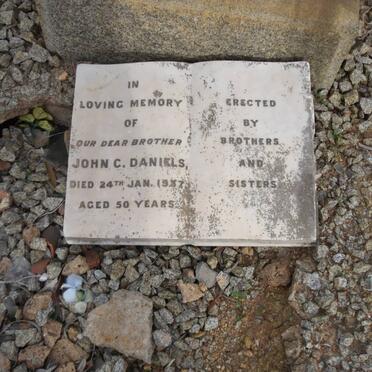 IN
LOVING MEMORY
OF
OUR DEAR BROTHER
JOHN C. DANIELS,
DIED 24TH JAN. 1937,
AGED 50 YEARS.
ERECTED
BY
BROTHERS
AND
SISTERS